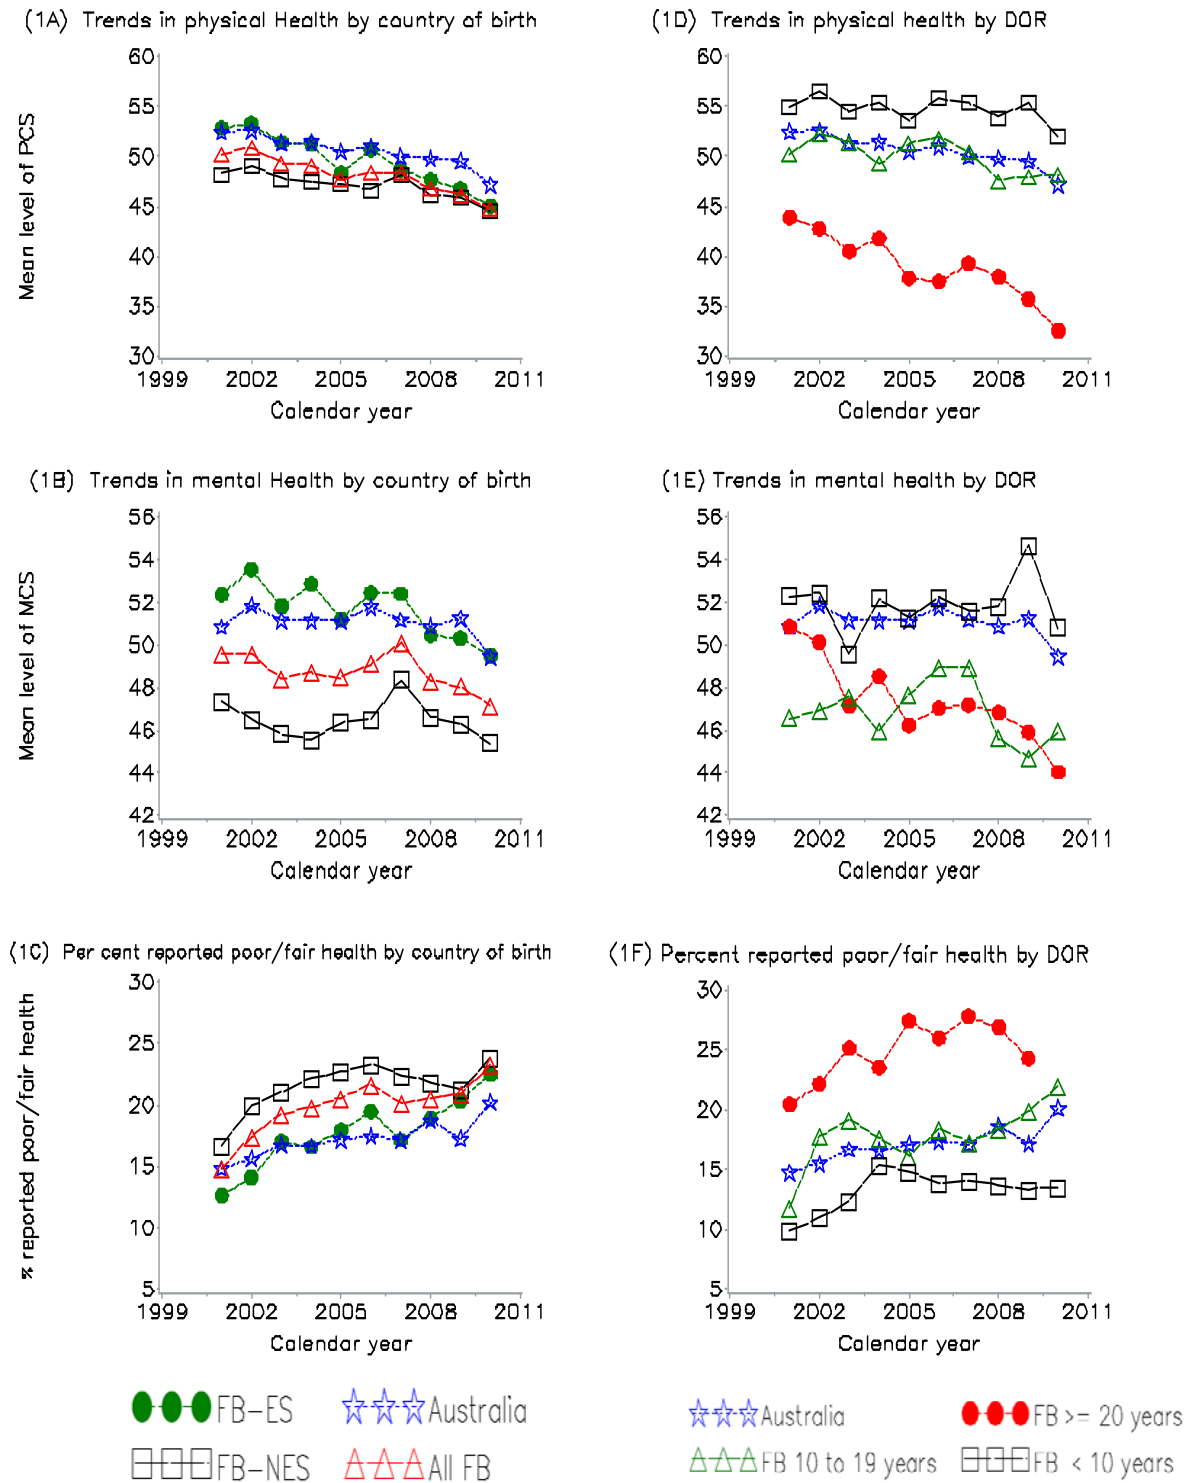 (1A) Trends in physical Health by country of birth
60
55
50
45
40
35
30
Mean level of PCS
1999 2002 2005 2008 2011
Calendar year
(1D) Trends in physical health by DOR
60
55
50
45
40
35
30
1999 2002 2005 2008 2011
Calendar year
(1B) Trends in mental Health by country of birth
56
54
52
50
48
46
44
42
Mean level of MCS
1999 2002 2005 2008 2011
Calendar year
(1E) Trends in mental health by DOR
56
54
52
50
48
46
44
42
1999 2002 2005 2008 2011
Calendar year
(1C) Per cent reported poor/fair health by country of birth
30
25
20
15
10
5
% reported poor/fair health
1999 2002 2005 2008 2011
Calendar year
(1F) Percent reported poor/fair health by DOR
30
25
20
15
10
5
1999 2002 2005 2008 2011
Calendar year
FB-ES Australia
FB-NES All FB
Australia FB >= 20 years
FB 10 to 19 years FB < 10 years